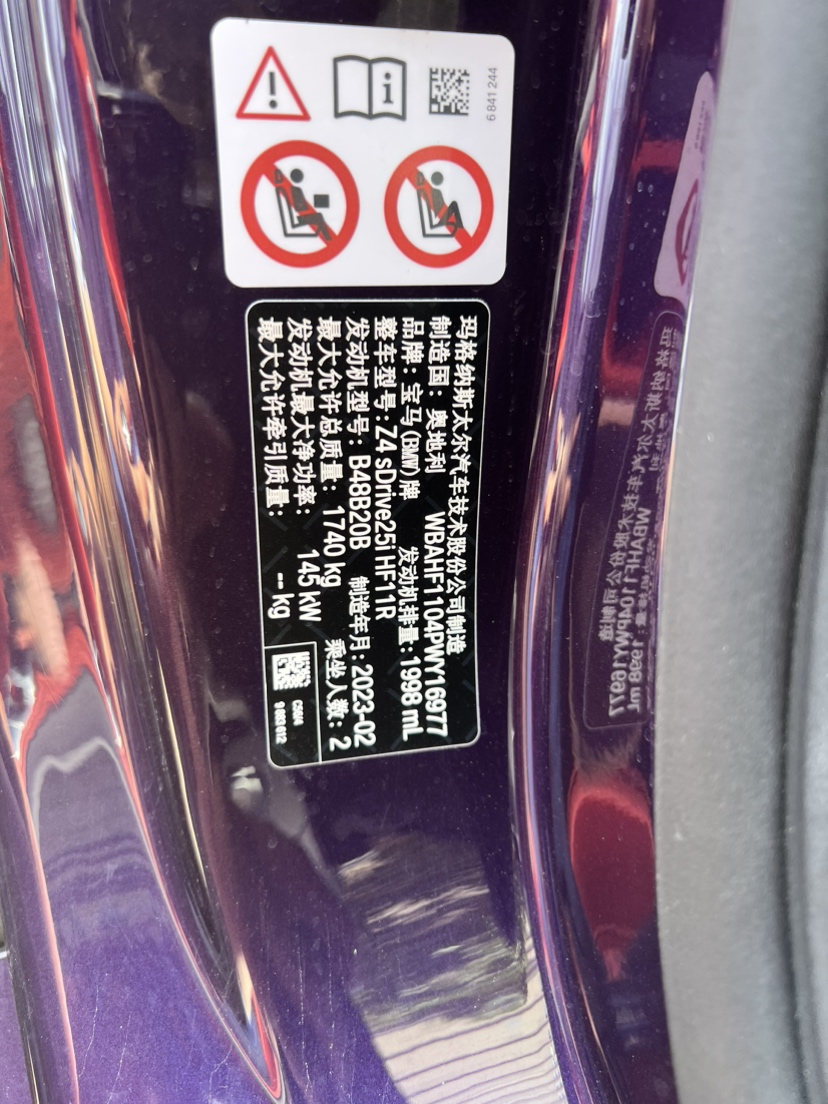 6 841 244
玛格纳斯太尔汽车技术股份公司制造
制造国：奥地利 WBAHF1104PWY16977
品牌：宝马(BMW)牌 发动机排量：1998 mL
整车型号：Z4 sDrive25i HF11R
发动机型号：B48B20B 制造年月：2023-02
最大允许总质量：1740 kg 乘坐人数：2
发动机最大净功率：145 kW
最大允许牵引质量：-- kg
9 863 012